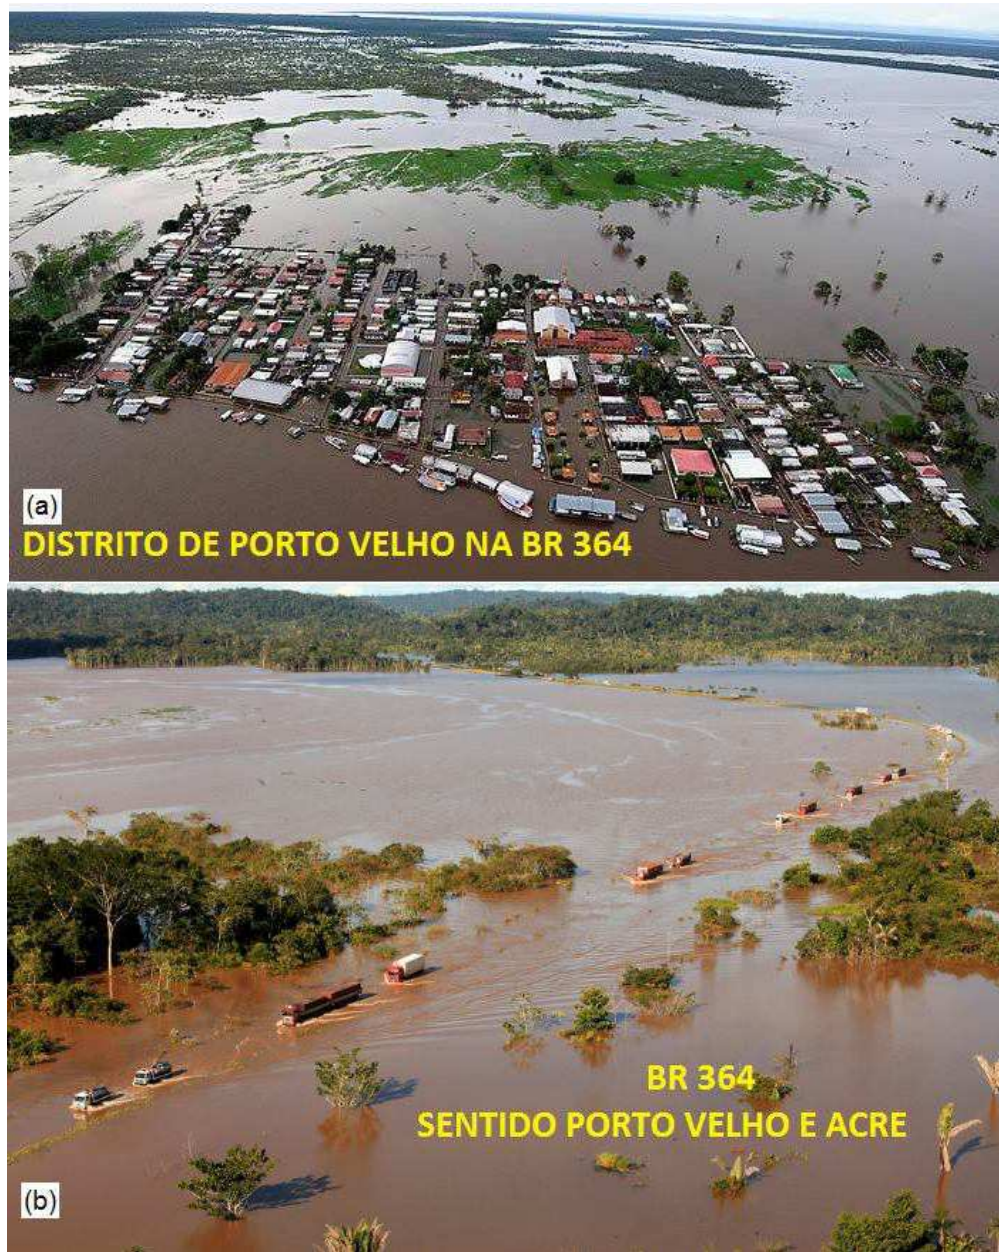 (a)
DISTRITO DE PORTO VELHO NA BR 364
BR 364
SENTIDO PORTO VELHO E ACRE
(b)